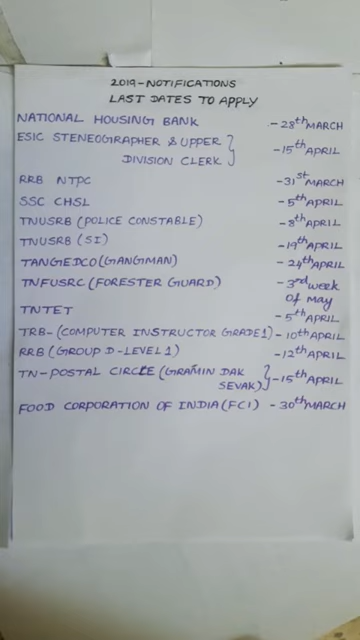 2019-NOTIFICATIONS
LAST DATES TO APPLY
NATIONAL HOUSING BANK - 28th MARCH
ESIC STENEOGRAPHER & UPPER
DIVISION CLERK } - 15th APRIL
RRB NTPC - 31st MARCH
SSC CHSL - 5th APRIL
TNUSRB (POLICE CONSTABLE) - 8th APRIL
TNUSRB (SI) - 19th APRIL
TANGEDCO (GANGMAN) - 24th APRIL
TNFUSRC (FORESTER GUARD) - 3rd week
of May
TNTET - 5th APRIL
TRB- (COMPUTER INSTRUCTOR GRADE 1) - 10th APRIL
RRB (GROUP D-LEVEL 1) - 12th APRIL
TN-POSTAL CIRCLE (GRAMIN DAK
SEVAK) } - 15th APRIL
FOOD CORPORATION OF INDIA (FCI) - 30th MARCH